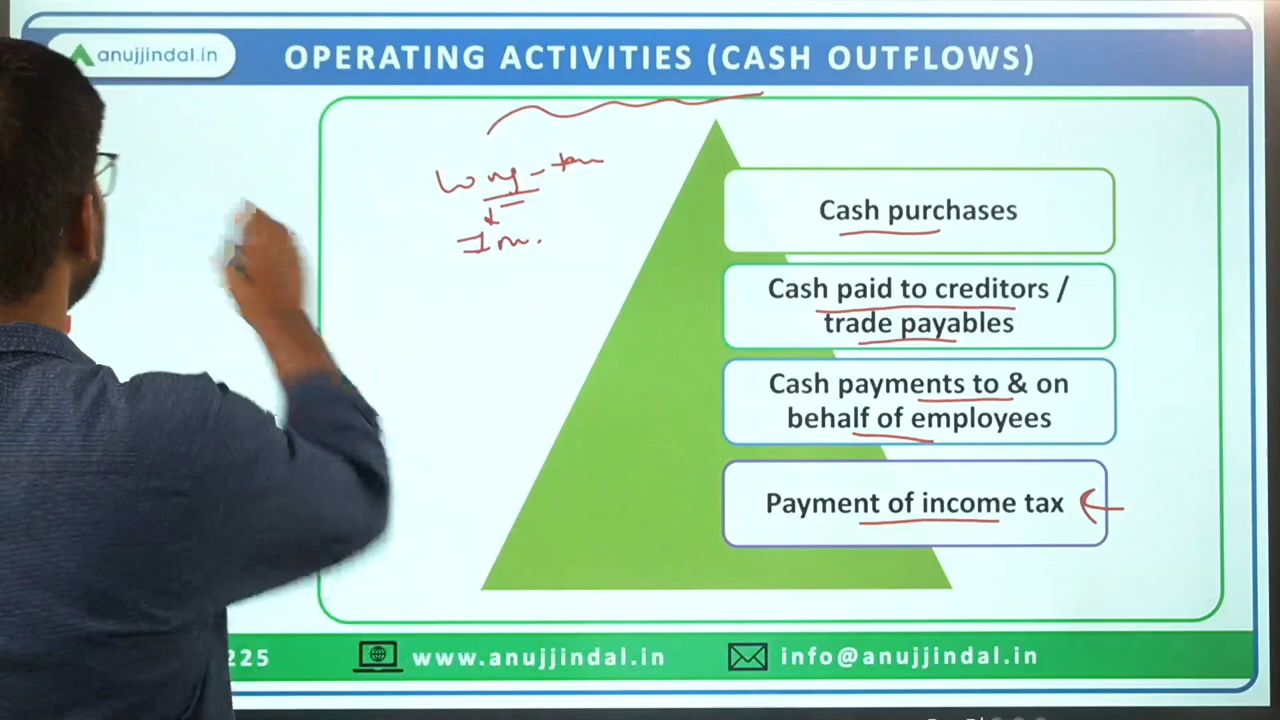 anujjindal.in
OPERATING ACTIVITIES (CASH OUTFLOWS)
Long-term
Inv.
Cash purchases
Cash paid to creditors /
trade payables
Cash payments to & on
behalf of employees
Payment of income tax
225
www.anujjindal.in
info@anujjindal.in